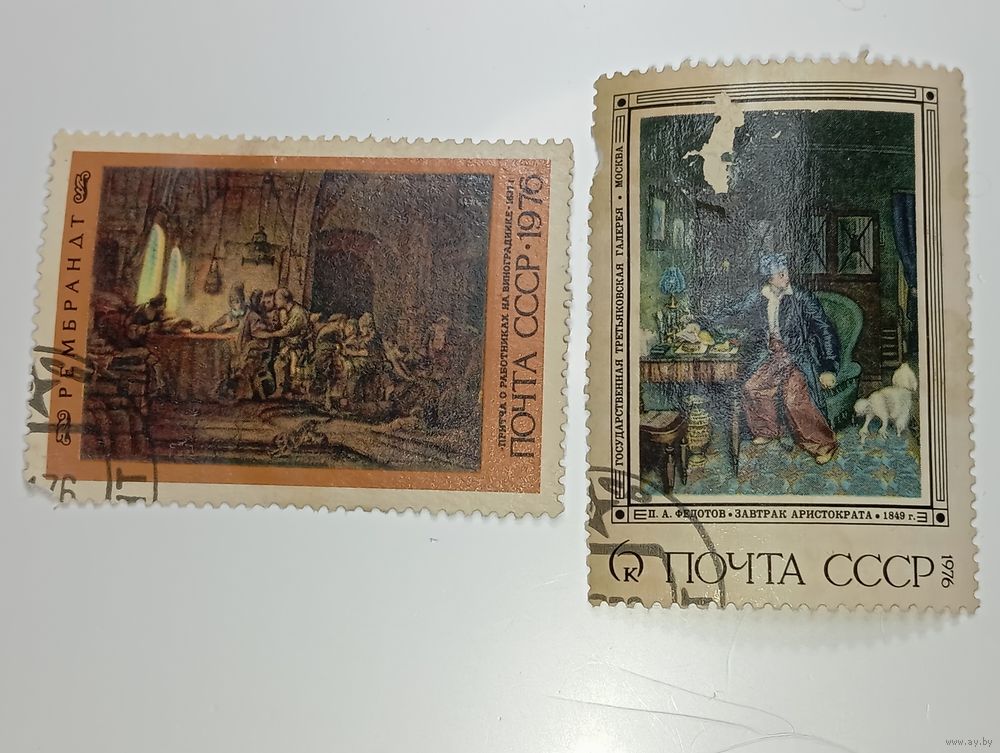 РЕМБРАНДТ
·ПРИТЧА О РАБОТНИКАХ НА ВИНОГРАДНИКЕ·1637 г.
ПОЧТА СССР·1976
ГОСУДАРСТВЕННАЯ ТРЕТЬЯКОВСКАЯ ГАЛЕРЕЯ • МОСКВА
П. А. ФЕДОТОВ • ЗАВТРАК АРИСТОКРАТА • 1849 г.
к ПОЧТА СССР 1976
www.ay.by